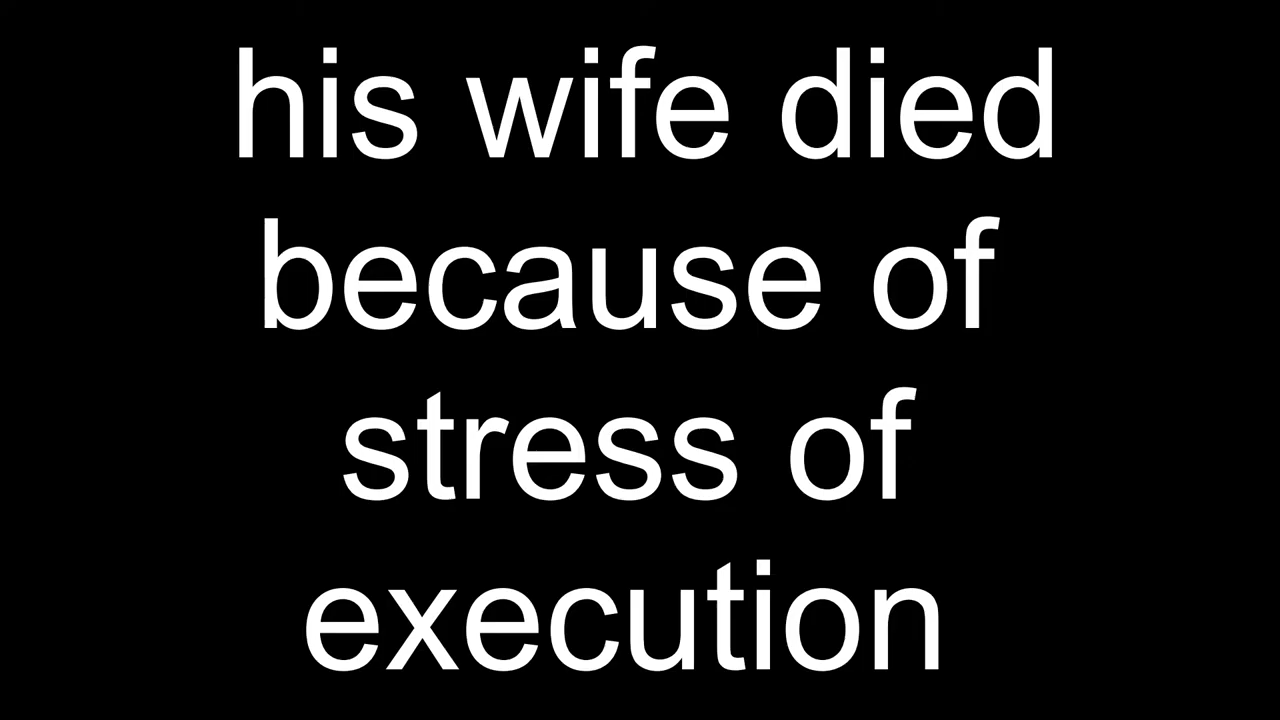 his wife died
because of
stress of
execution